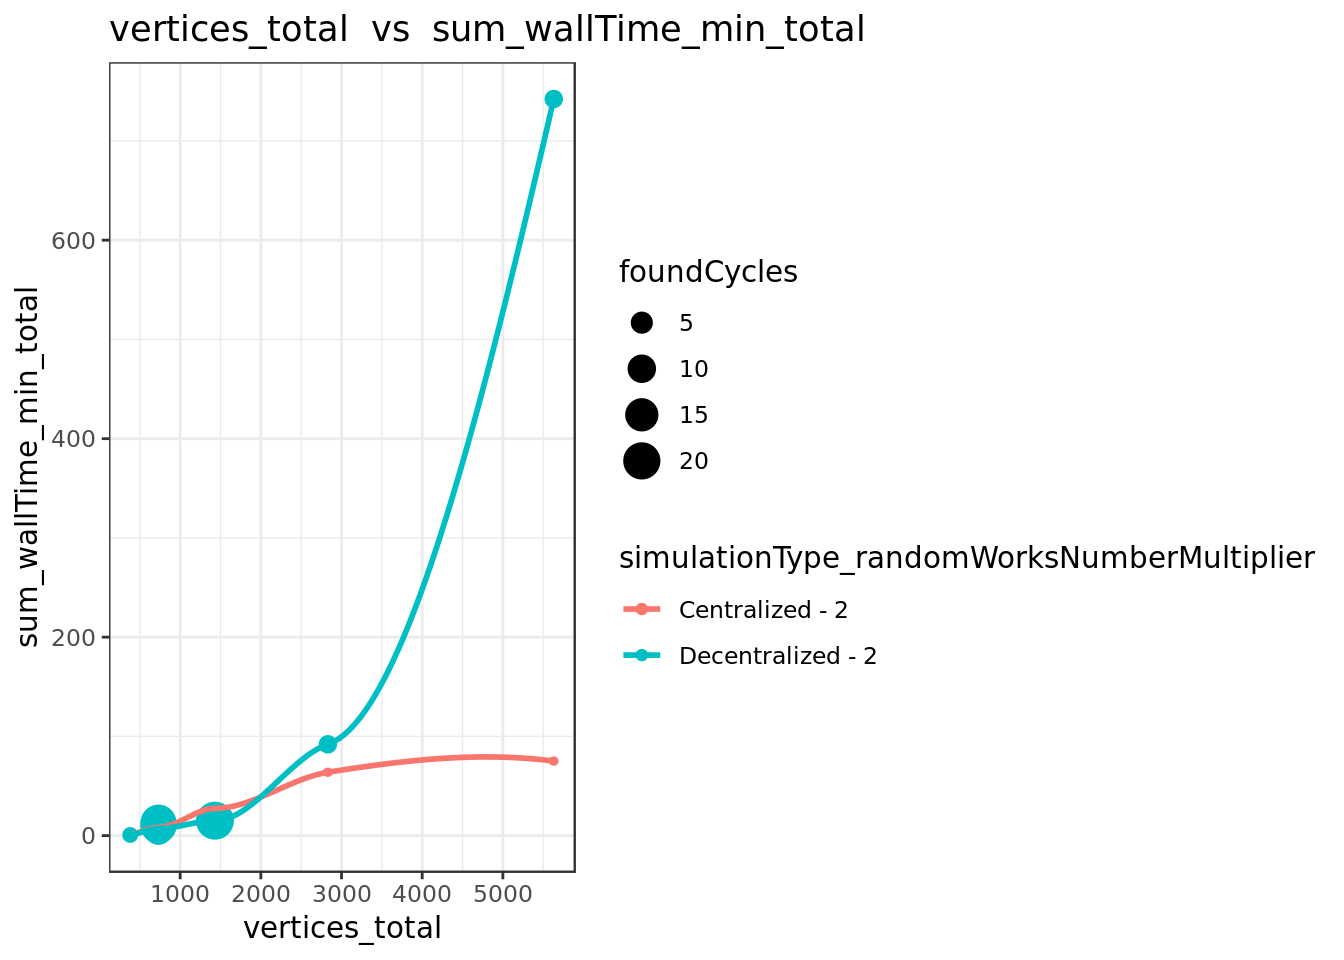 vertices_total  vs  sum_wallTime_min_total
sum_wallTime_min_total
600
400
200
0
1000 2000 3000 4000 5000
vertices_total
foundCycles
5
10
15
20
simulationType_randomWorksNumberMultiplier
Centralized - 2
Decentralized - 2